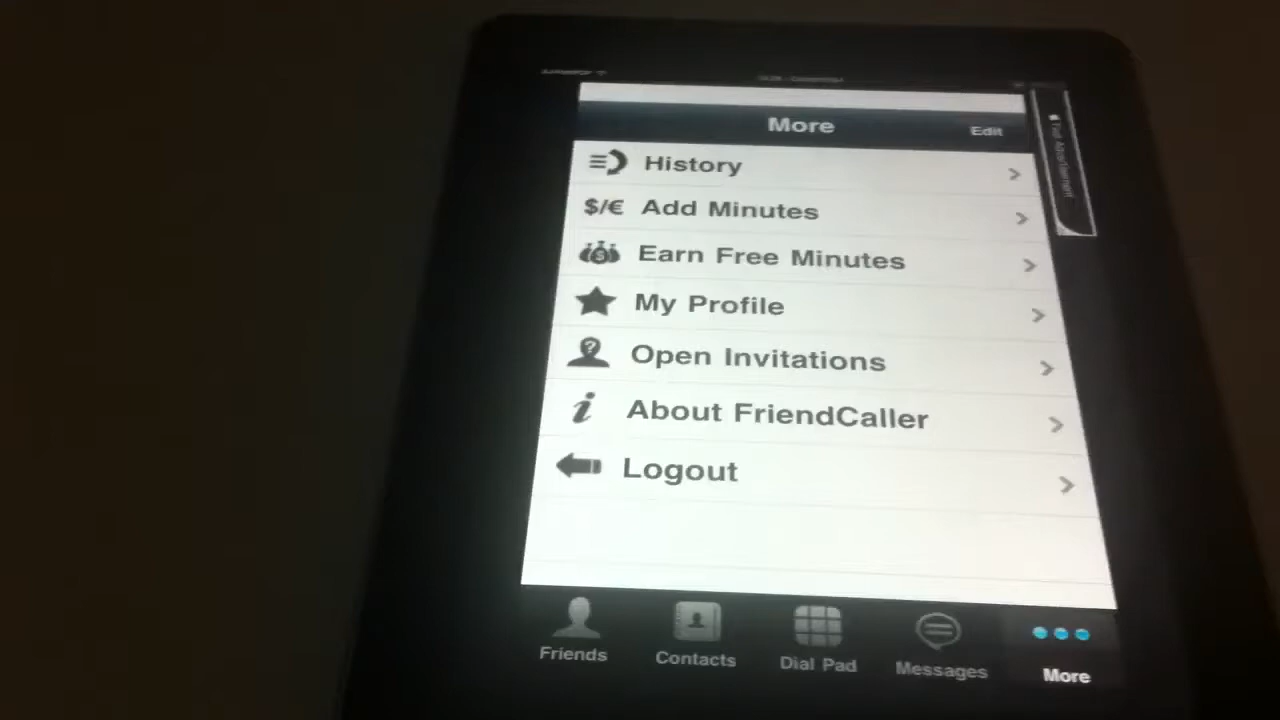 More
Edit
History
$/€ Add Minutes
Earn Free Minutes
My Profile
Open Invitations
i About FriendCaller
Logout
Friends
Contacts
Dial Pad
Messages
More